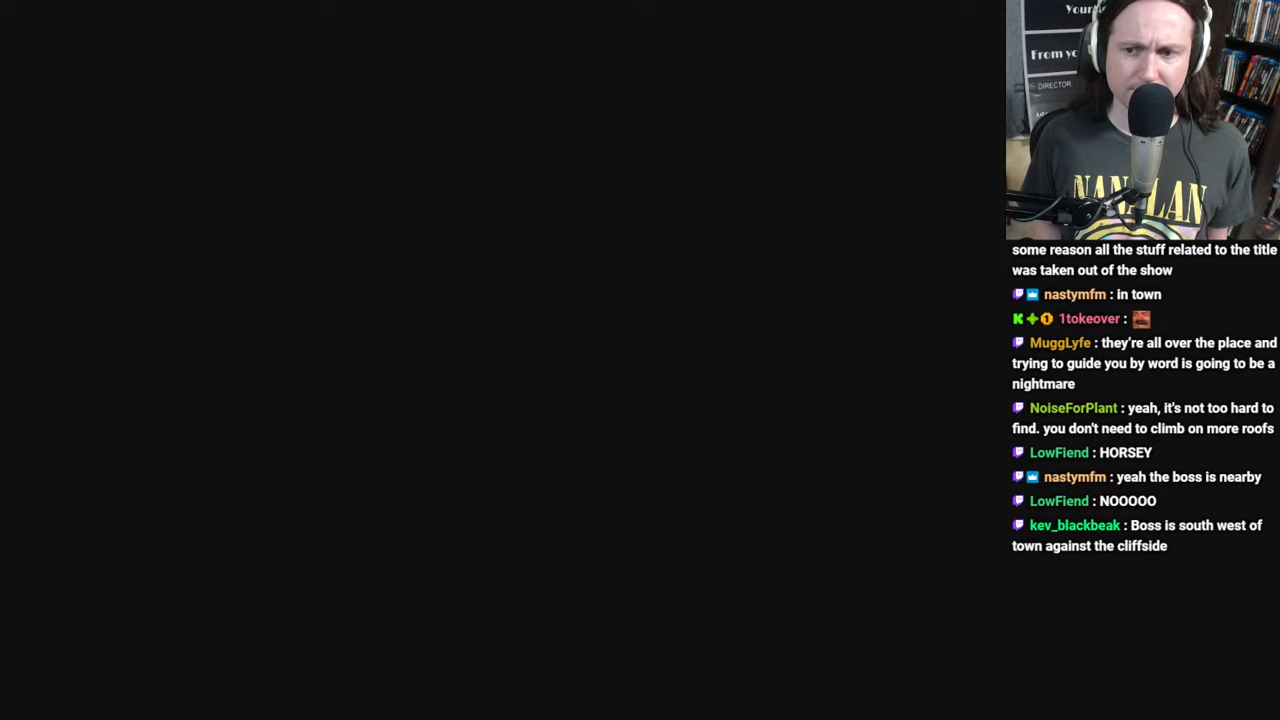 Your
From yo
DIRECTOR
NAN LAN
some reason all the stuff related to the title
was taken out of the show
nastymfm : in town
1tokeover :
MuggLyfe : they're all over the place and
trying to guide you by word is going to be a
nightmare
NoiseForPlant : yeah, it's not too hard to
find. you don't need to climb on more roofs
LowFiend : HORSEY
nastymfm : yeah the boss is nearby
LowFiend : NOOOOO
kev_blackbeak : Boss is south west of
town against the cliffside